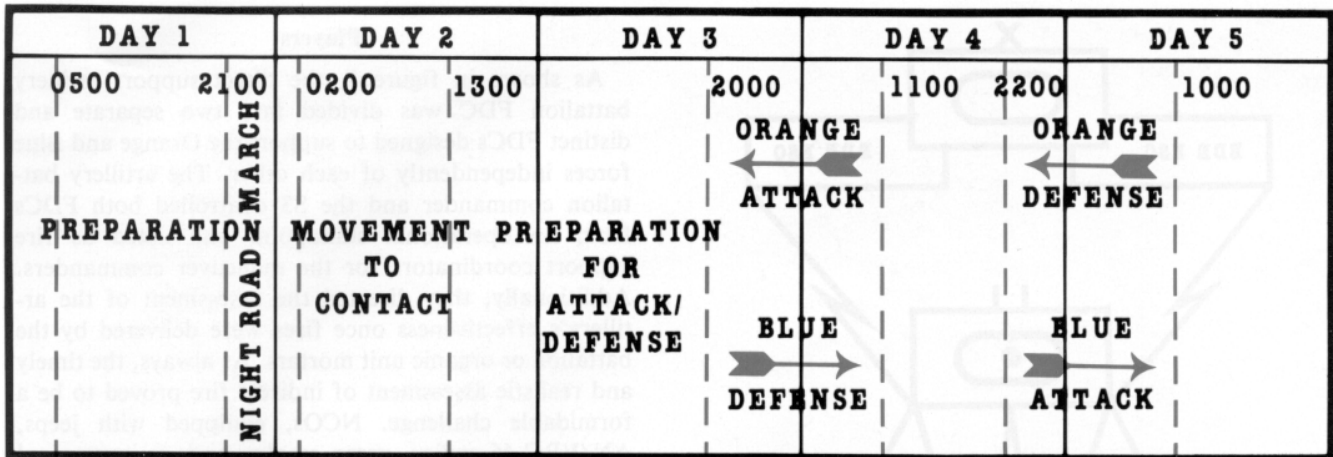 DAY 1 DAY 2 DAY 3 DAY 4 DAY 5
0500 2100 0200 1300 2000 1100 2200 1000
ORANGE ORANGE
ATTACK DEFENSE
NIGHT ROAD MARCH
PREPARATION MOVEMENT PREPARATION
TO FOR
CONTACT ATTACK/
DEFENSE
BLUE BLUE
DEFENSE ATTACK